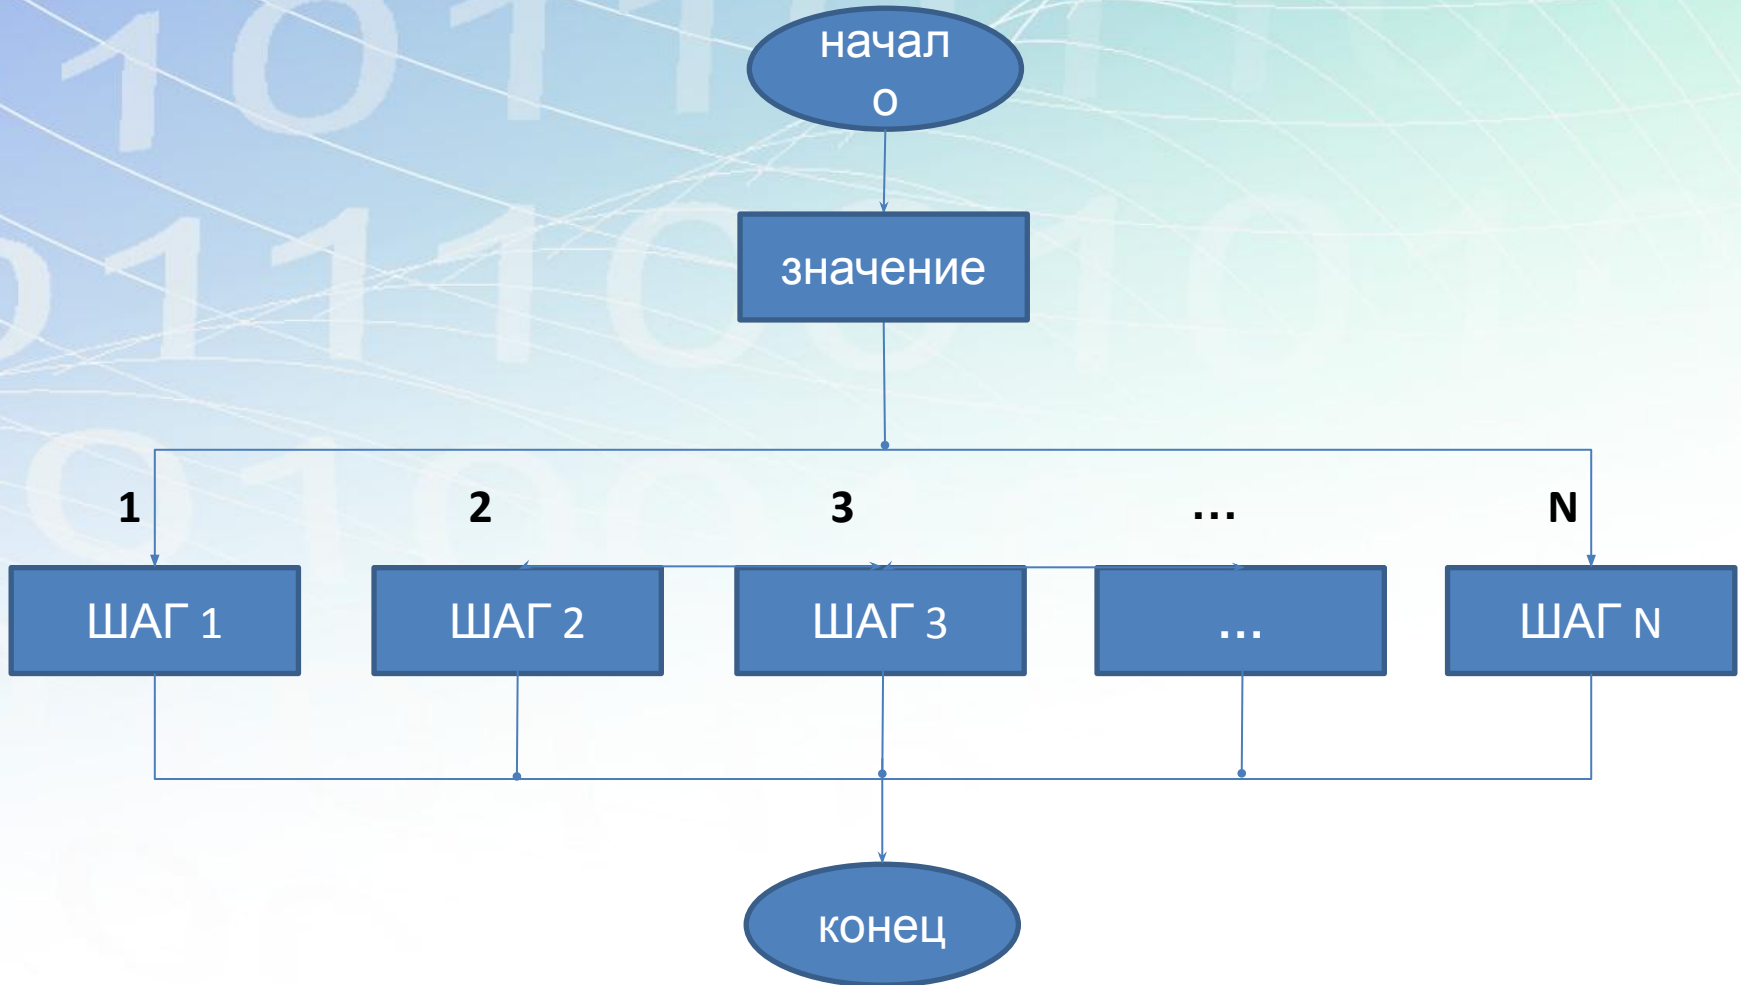 начал
о
значение
1 2 3 ... N
ШАГ 1 ШАГ 2 ШАГ 3 ... ШАГ N
конец